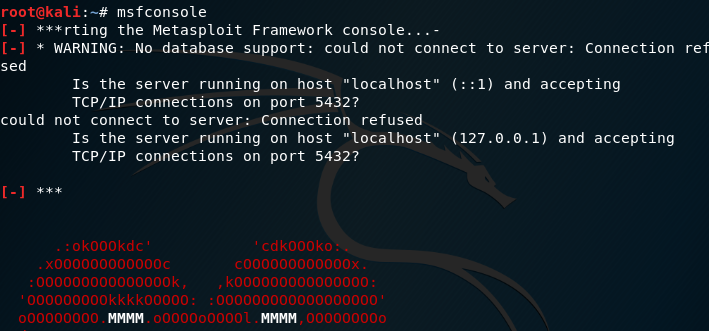 root@kali:~# msfconsole
[-] ***rting the Metasploit Framework console...-
[-] * WARNING: No database support: could not connect to server: Connection ref
sed
        Is the server running on host "localhost" (::1) and accepting
        TCP/IP connections on port 5432?
could not connect to server: Connection refused
        Is the server running on host "localhost" (127.0.0.1) and accepting
        TCP/IP connections on port 5432?
[-] ***
      .:okOOOkdc'           'cdkOOOko:.
    .xOOOOOOOOOOOOc       cOOOOOOOOOOOOx.
   :OOOOOOOOOOOOOOOk,   ,kOOOOOOOOOOOOOOO:
  'OOOOOOOOOkkkkOOOOO: :OOOOOOOOOOOOOOOOOO'
  oOOOOOOOO.MMMM.oOOOOoOOOOl.MMMM,OOOOOOOOo